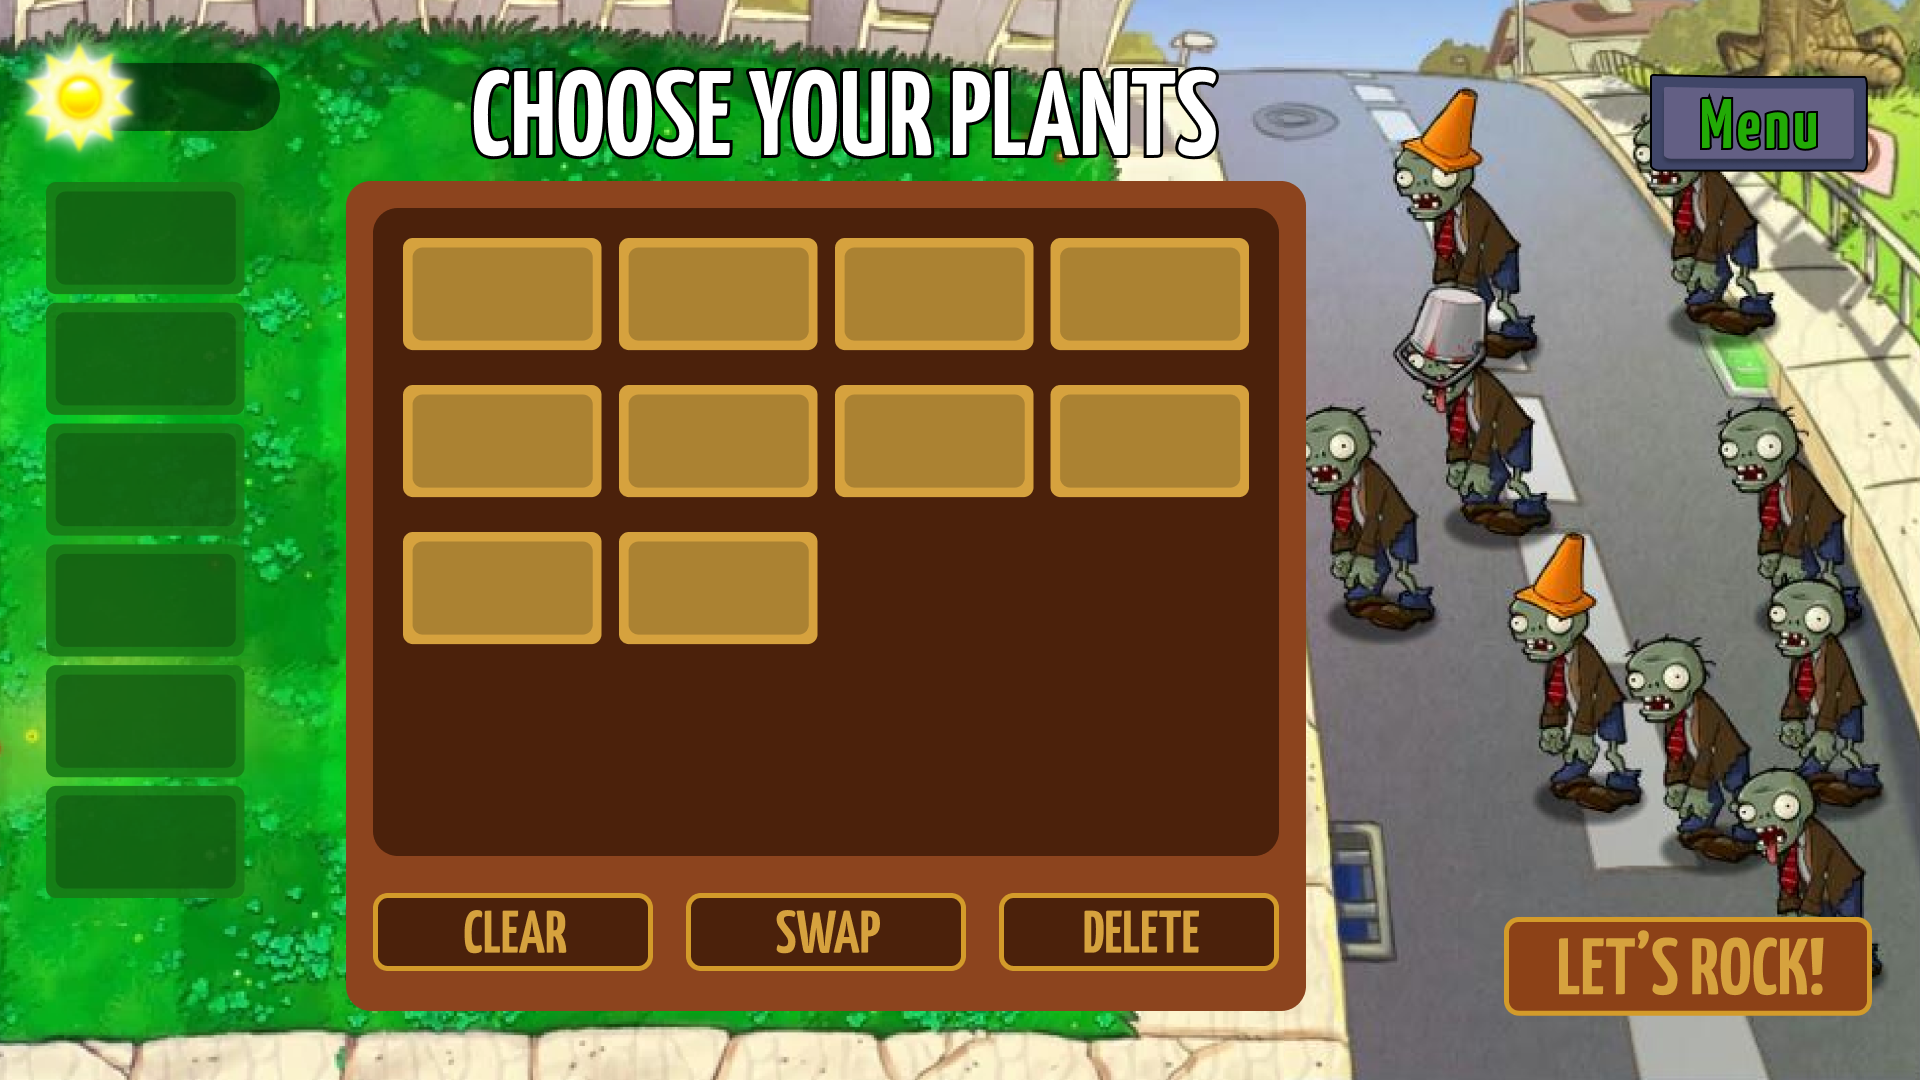 CHOOSE YOUR PLANTS
Menu
CLEAR
SWAP
DELETE
LET'S ROCK!